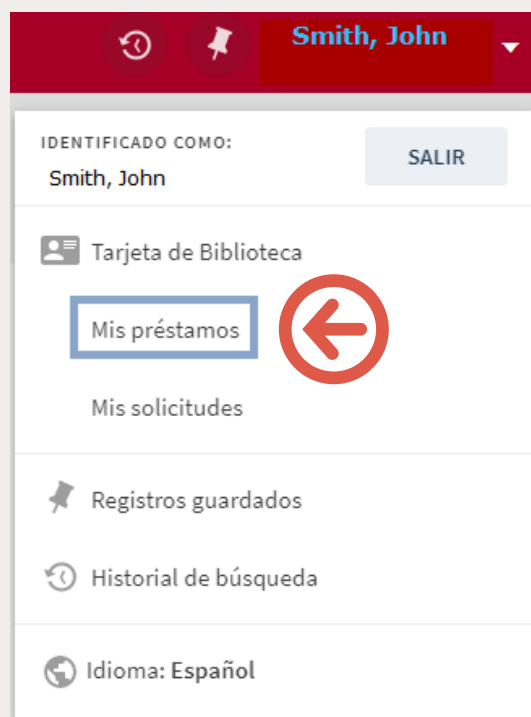 Smith, John
IDENTIFICADO COMO:
Smith, John
SALIR
Tarjeta de Biblioteca
Mis préstamos
Mis solicitudes
Registros guardados
Historial de búsqueda
Idioma: Español